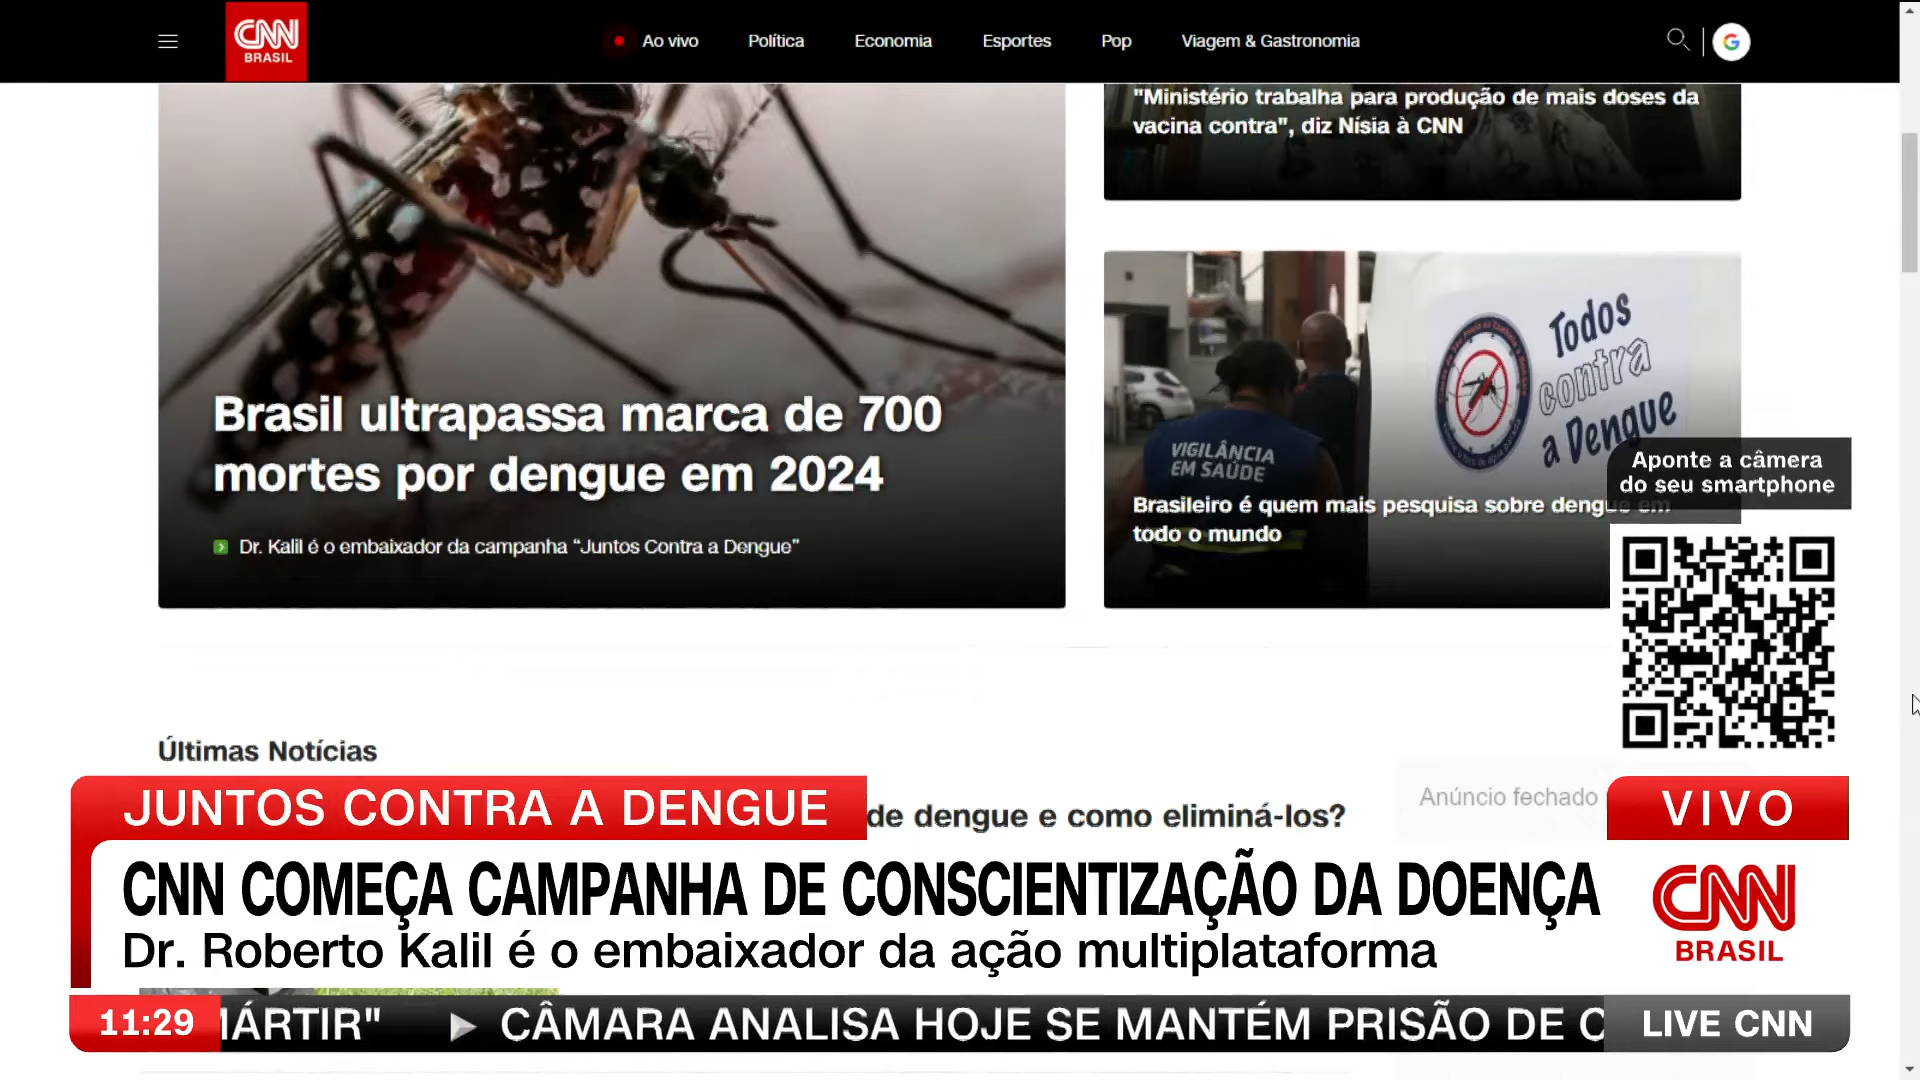 CNN
BRASIL
Ao vivo
Política
Economia
Esportes
Pop
Viagem & Gastronomia
G
"Ministério trabalha para produção de mais doses da
vacina contra", diz Nísia à CNN
Brasil ultrapassa marca de 700
mortes por dengue em 2024
Dr. Kalil é o embaixador da campanha “Juntos Contra a Dengue”
Todos
contra
a Dengue
VIGILÂNCIA
EM SAÚDE
Brasileiro é quem mais pesquisa sobre dengue em
todo o mundo
Aponte a câmera
do seu smartphone
Últimas Notícias
de dengue e como eliminá-los?
Anúncio fechado
JUNTOS CONTRA A DENGUE
VIVO
CNN COMEÇA CAMPANHA DE CONSCIENTIZAÇÃO DA DOENÇA
Dr. Roberto Kalil é o embaixador da ação multiplataforma
CNN
BRASIL
11:29
MÁRTIR" CÂMARA ANALISA HOJE SE MANTÉM PRISÃO DE C
LIVE CNN